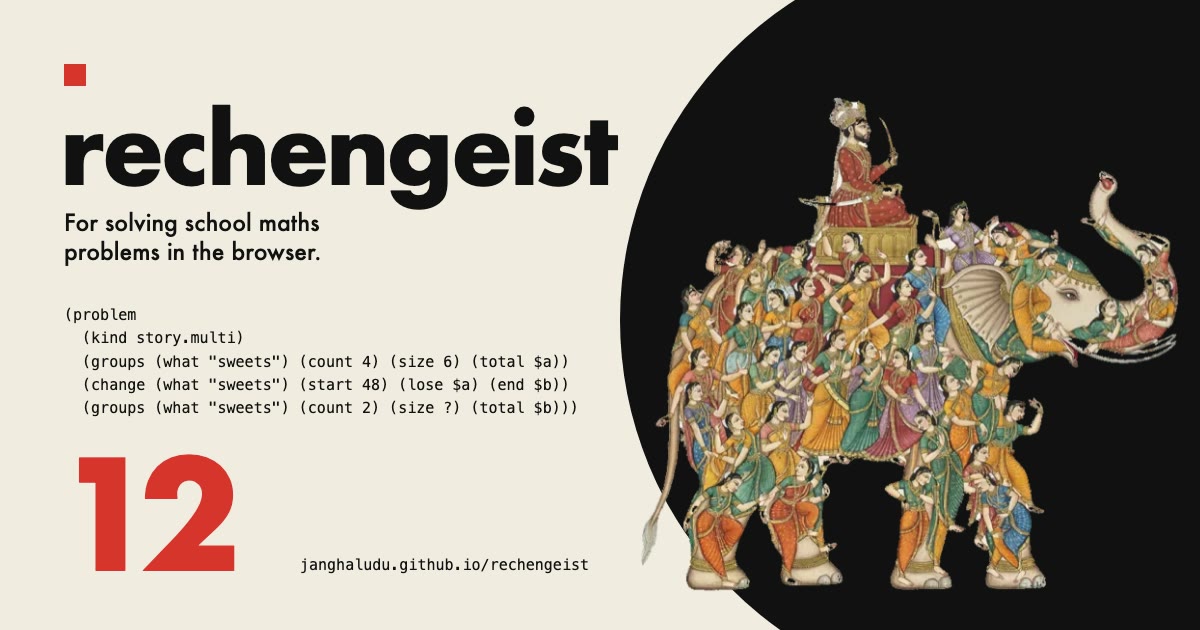 rechengeist
For solving school maths
problems in the browser.
(problem
  (kind story.multi)
  (groups (what "sweets") (count 4) (size 6) (total $a))
  (change (what "sweets") (start 48) (lose $a) (end $b))
  (groups (what "sweets") (count 2) (size ?) (total $b)))
12
janghaludu.github.io/rechengeist